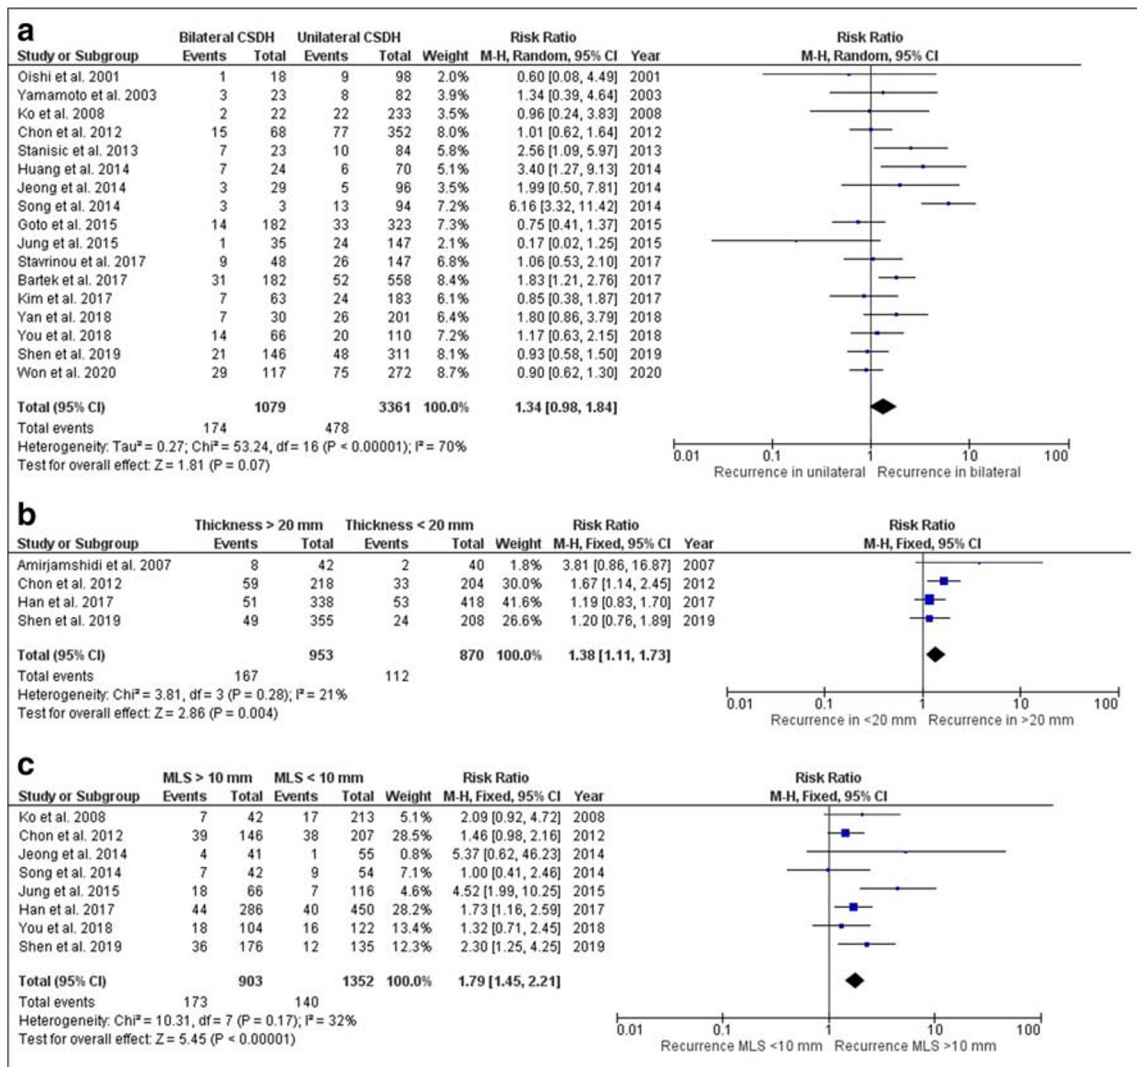 a
Bilateral CSDH Unilateral CSDH Risk Ratio Risk Ratio
Study or Subgroup Events Total Events Total Weight M-H, Random, 95% CI Year M-H, Random, 95% CI
Oishi et al. 2001 1 18 9 98 2.0% 0.60 [0.08, 4.49] 2001
Yamamoto et al. 2003 3 23 8 82 3.9% 1.34 [0.39, 4.64] 2003
Ko et al. 2008 2 22 22 233 3.3% 0.96 [0.24, 3.83] 2008
Chon et al. 2012 15 68 77 352 8.0% 1.01 [0.62, 1.64] 2012
Stanisic et al. 2013 7 23 10 84 5.8% 2.56 [1.09, 5.97] 2013
Huang et al. 2014 7 24 6 70 5.1% 3.40 [1.27, 9.13] 2014
Jeong et al. 2014 3 29 5 96 3.5% 1.99 [0.50, 7.81] 2014
Song et al. 2014 3 3 13 94 7.2% 6.16 [3.32, 11.42] 2014
Goto et al. 2015 14 182 33 323 7.3% 0.75 [0.41, 1.37] 2015
Jung et al. 2015 1 35 24 147 2.1% 0.17 [0.02, 1.25] 2015
Stavrinou et al. 2017 9 48 26 147 6.8% 1.06 [0.53, 2.10] 2017
Bartek et al. 2017 31 182 52 558 8.4% 1.83 [1.21, 2.76] 2017
Kim et al. 2017 7 63 24 183 6.1% 0.85 [0.38, 1.87] 2017
Yan et al. 2018 7 30 26 201 6.5% 1.80 [0.86, 3.79] 2018
You et al. 2018 14 66 20 110 7.2% 1.17 [0.63, 2.15] 2018
Shen et al. 2019 21 146 48 311 8.1% 0.93 [0.58, 1.50] 2019
Won et al. 2020 29 117 75 272 8.7% 0.90 [0.62, 1.30] 2020
Total (95% CI) 1079 3361 100.0% 1.34 [0.98, 1.84]
Total events 174 478
Heterogeneity: Tau² = 0.27; Chi² = 53.24, df = 16 (P < 0.00001); I² = 70%
Test for overall effect: Z = 1.81 (P = 0.07)
0.01 0.1 1 10 100
Recurrence in unilateral Recurrence in bilateral
b
Thickness > 20 mm Thickness < 20 mm Risk Ratio Risk Ratio
Study or Subgroup Events Total Events Total Weight M-H, Fixed, 95% CI Year M-H, Fixed, 95% CI
Amirjamshidi et al. 2007 8 42 2 40 1.8% 3.81 [0.86, 16.87] 2007
Chon et al. 2012 59 218 33 204 30.0% 1.67 [1.14, 2.45] 2012
Han et al. 2017 51 338 53 418 41.6% 1.19 [0.83, 1.70] 2017
Shen et al. 2019 49 355 24 208 26.6% 1.20 [0.76, 1.89] 2019
Total (95% CI) 953 870 100.0% 1.38 [1.11, 1.73]
Total events 167 112
Heterogeneity: Chi² = 3.81, df = 3 (P = 0.28); I² = 21%
Test for overall effect: Z = 2.86 (P = 0.004)
0.01 0.1 1 10 100
Recurrence in <20 mm Recurrence in >20 mm
c
MLS > 10 mm MLS < 10 mm Risk Ratio Risk Ratio
Study or Subgroup Events Total Events Total Weight M-H, Fixed, 95% CI Year M-H, Fixed, 95% CI
Ko et al. 2008 7 42 17 213 5.1% 2.09 [0.92, 4.72] 2008
Chon et al. 2012 39 146 38 207 28.5% 1.46 [0.98, 2.16] 2012
Jeong et al. 2014 4 41 1 55 0.8% 5.37 [0.62, 46.23] 2014
Song et al. 2014 7 42 9 54 7.1% 1.00 [0.41, 2.46] 2014
Jung et al. 2015 18 66 7 116 4.6% 4.52 [1.99, 10.25] 2015
Han et al. 2017 44 286 40 450 28.2% 1.73 [1.16, 2.59] 2017
You et al. 2018 18 104 16 122 13.4% 1.32 [0.71, 2.45] 2018
Shen et al. 2019 36 176 12 135 12.3% 2.30 [1.25, 4.25] 2019
Total (95% CI) 903 1352 100.0% 1.79 [1.45, 2.21]
Total events 173 140
Heterogeneity: Chi² = 10.31, df = 7 (P = 0.17); I² = 32%
Test for overall effect: Z = 5.45 (P < 0.00001)
0.01 0.1 1 10 100
Recurrence MLS <10 mm Recurrence MLS >10 mm